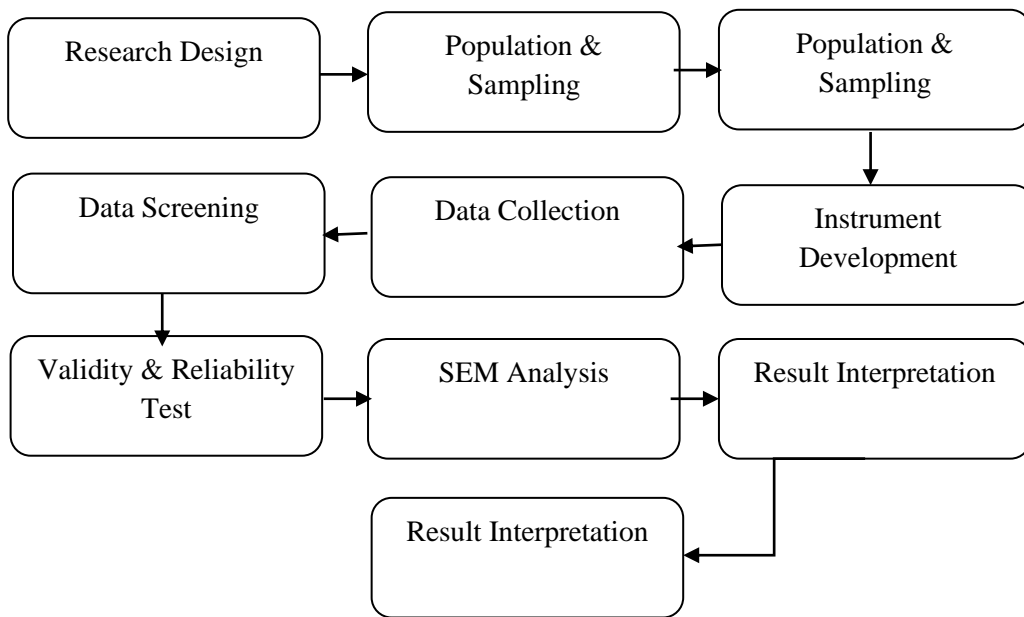 Research Design
Population &
Sampling
Population &
Sampling
Data Screening
Data Collection
Instrument
Development
Validity & Reliability
Test
SEM Analysis
Result Interpretation
Result Interpretation